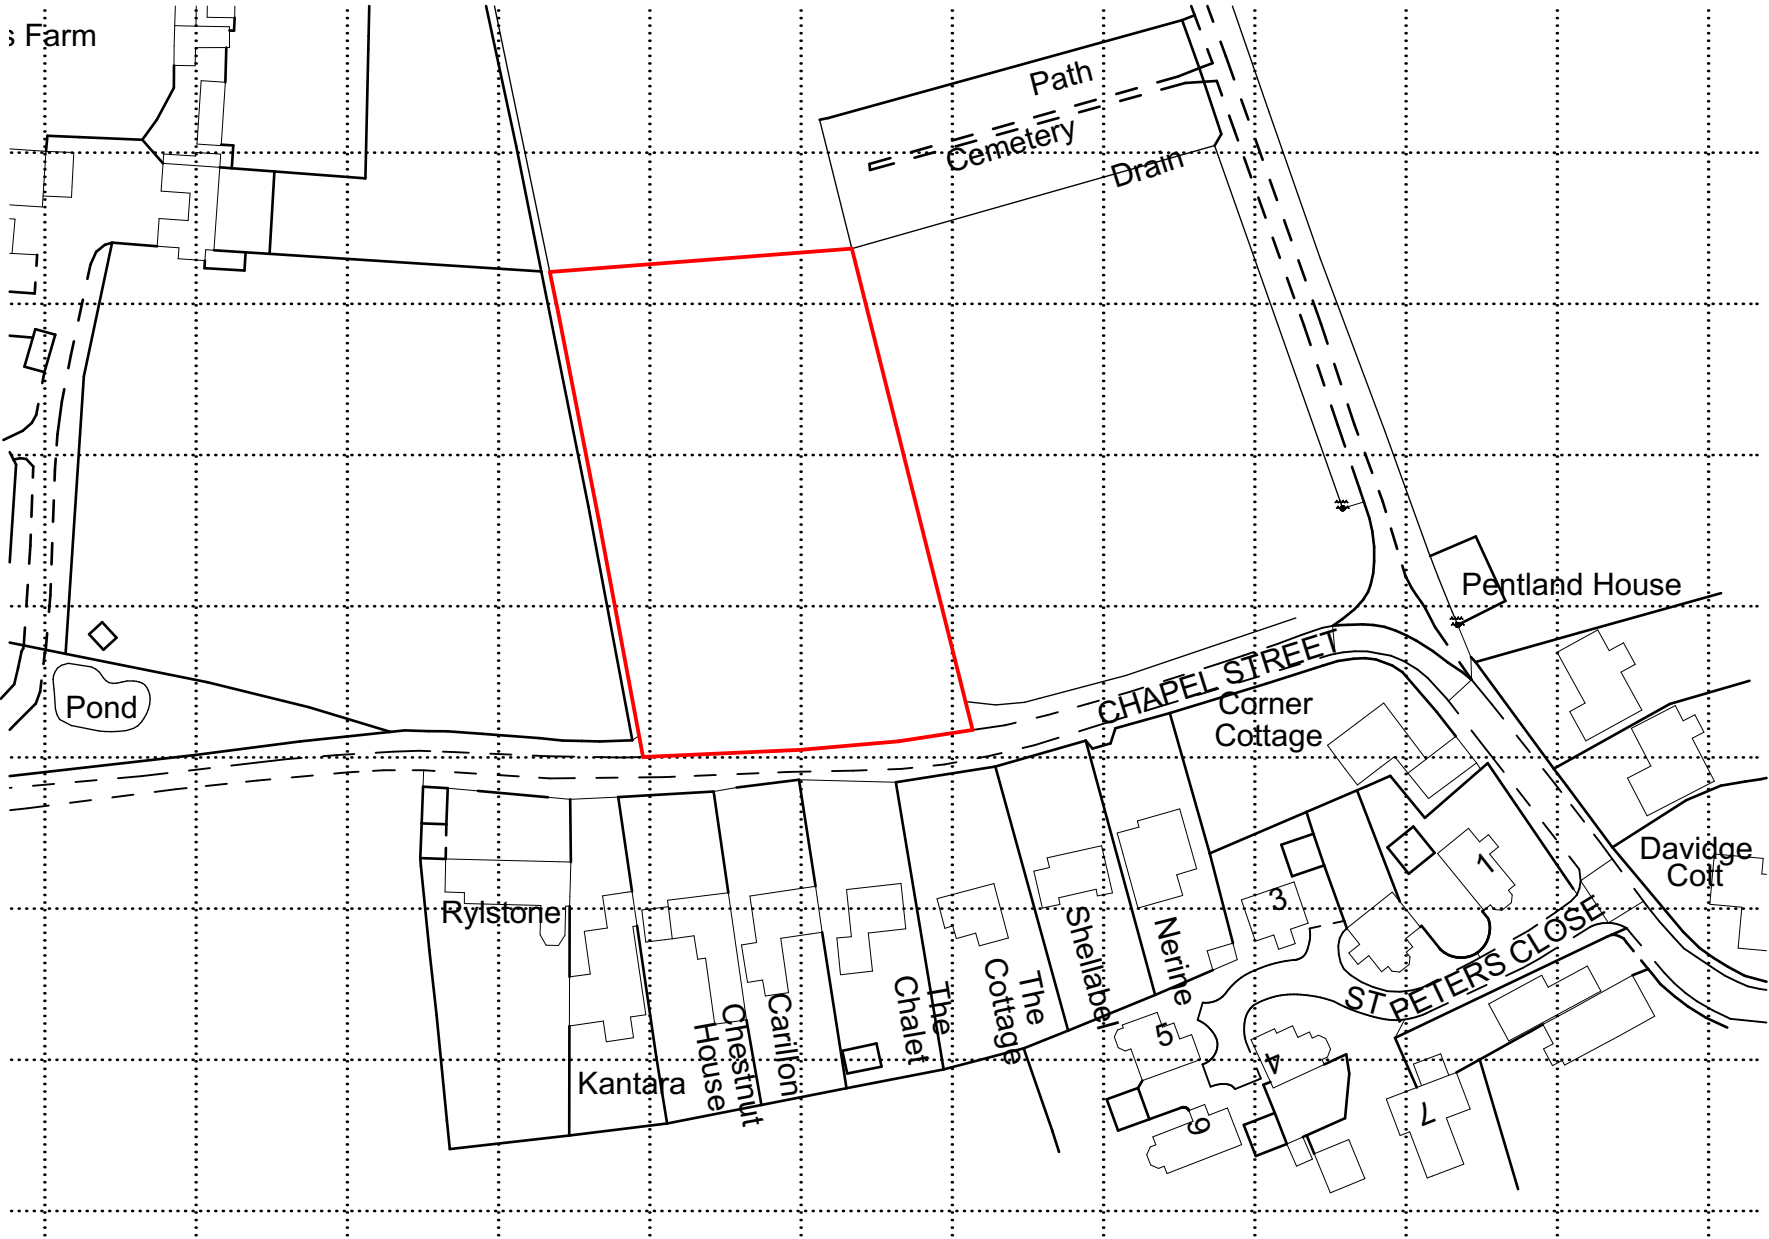 s Farm
Path
Cemetery
Drain
Pentland House
Pond
CHAPEL STREET
Corner
Cottage
Davidge
Cott
1
3
Rylstone
ST PETERS CLOSE
Shellabel
Nerine
The
Cottage
The
Chalet
Carillon
Chestnut
House
Kantara
5
4
6
7